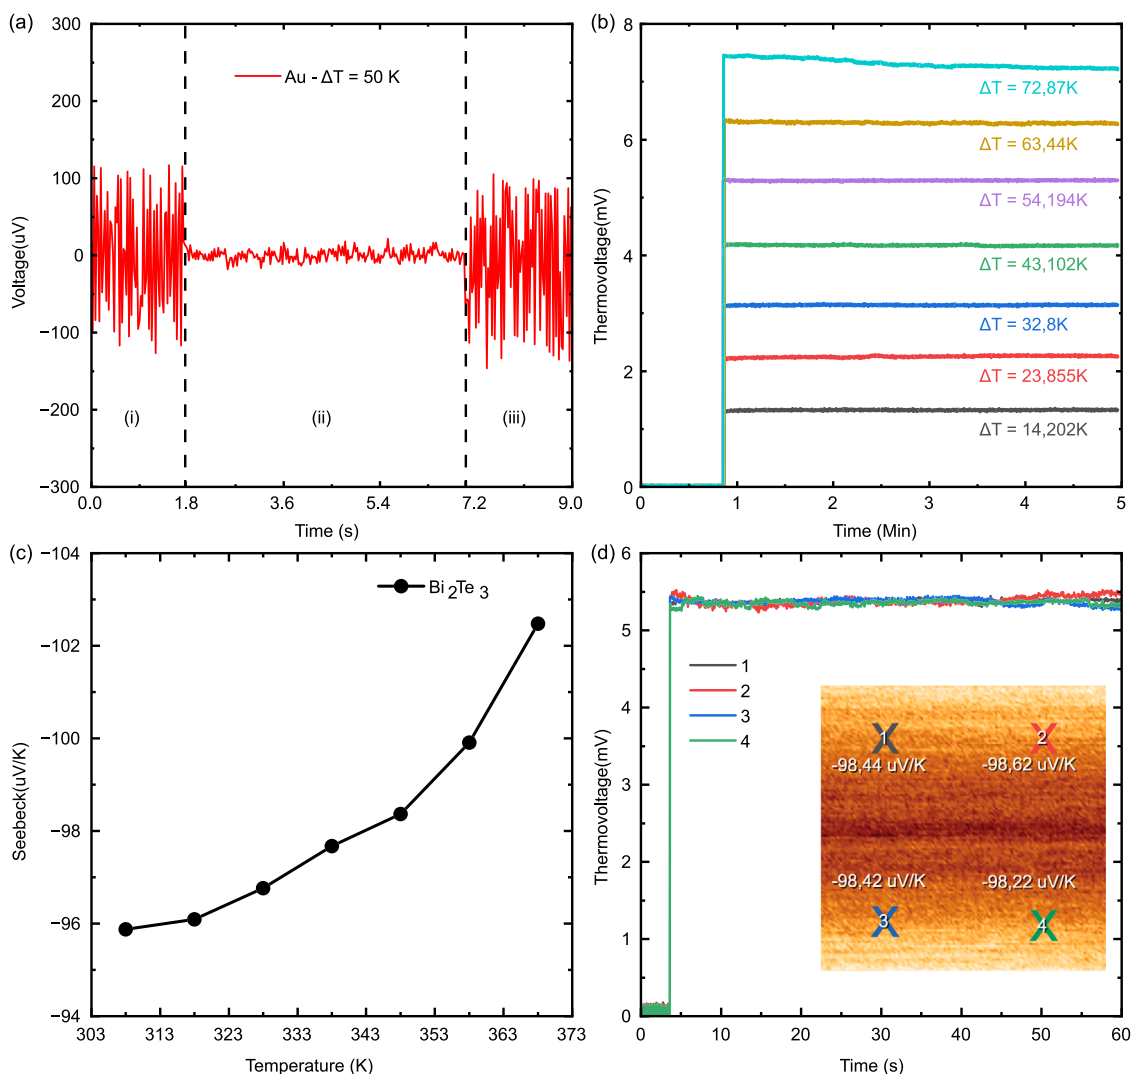 (a)
300
200
100
0
−100
−200
−300
Voltage(uV)
Au - ΔT = 50 K
(i)
(ii)
(iii)
0.0
1.8
3.6
5.4
7.2
9.0
Time (s)
(b)
8
6
4
2
0
Thermovoltage(mV)
ΔT = 72,87K
ΔT = 63,44K
ΔT = 54,194K
ΔT = 43,102K
ΔT = 32,8K
ΔT = 23,855K
ΔT = 14,202K
0
1
2
3
4
5
Time (Min)
(c)
−104
−102
−100
−98
−96
−94
Seebeck(uV/K)
Bi2Te3
303
313
323
333
343
353
363
373
Temperature (K)
(d)
6
5
4
3
2
1
0
Thermovoltage(mV)
1
2
3
4
1
2
-98,44 uV/K
-98,62 uV/K
-98,42 uV/K
-98,22 uV/K
3
4
0
10
20
30
40
50
60
Time (s)